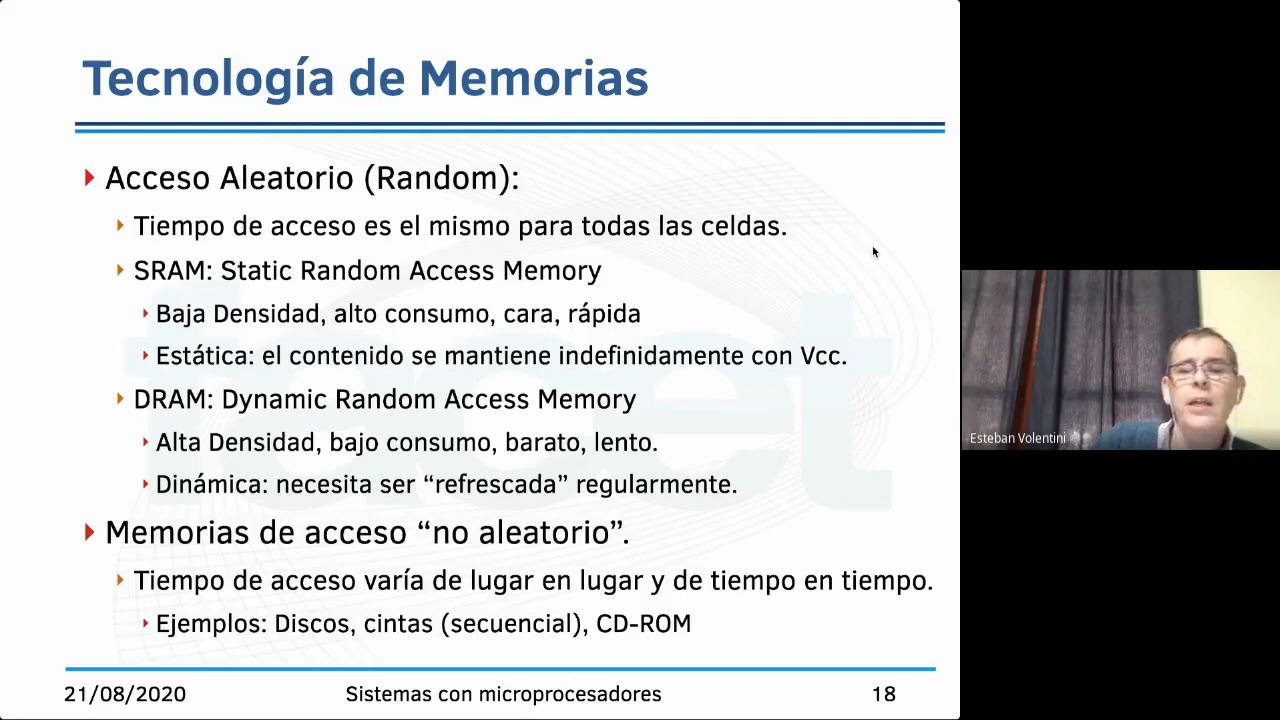 Tecnología de Memorias
Acceso Aleatorio (Random):
Tiempo de acceso es el mismo para todas las celdas.
SRAM: Static Random Access Memory
Baja Densidad, alto consumo, cara, rápida
Estática: el contenido se mantiene indefinidamente con Vcc.
DRAM: Dynamic Random Access Memory
Alta Densidad, bajo consumo, barato, lento.
Dinámica: necesita ser “refrescada” regularmente.
Memorias de acceso “no aleatorio”.
Tiempo de acceso varía de lugar en lugar y de tiempo en tiempo.
Ejemplos: Discos, cintas (secuencial), CD-ROM
21/08/2020 Sistemas con microprocesadores 18
Esteban Volentini
facet